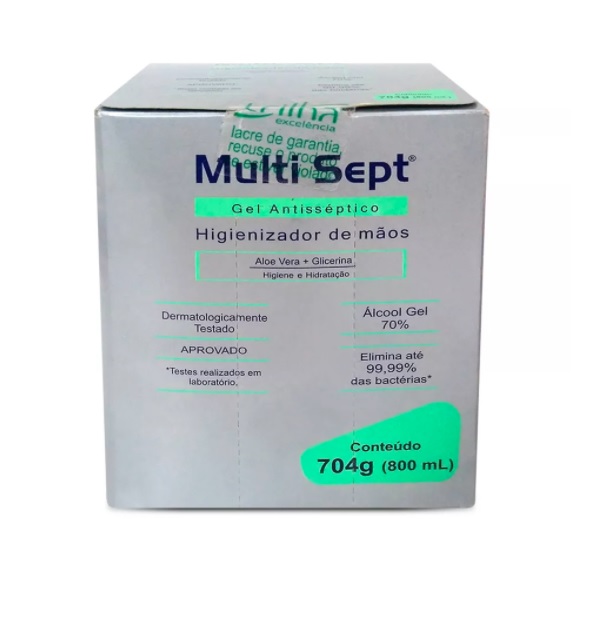 excelência
lacre de garantia
recuse o produto
Multi Sept®
Gel Antisséptico
Higienizador de mãos
Aloe Vera + Glicerina
Higiene e Hidratação
Dermatologicamente
Testado
APROVADO
*Testes realizados em
laboratório.
Álcool Gel
70%
Elimina até
99,99%
das bactérias*
Conteúdo
704g (800 mL)